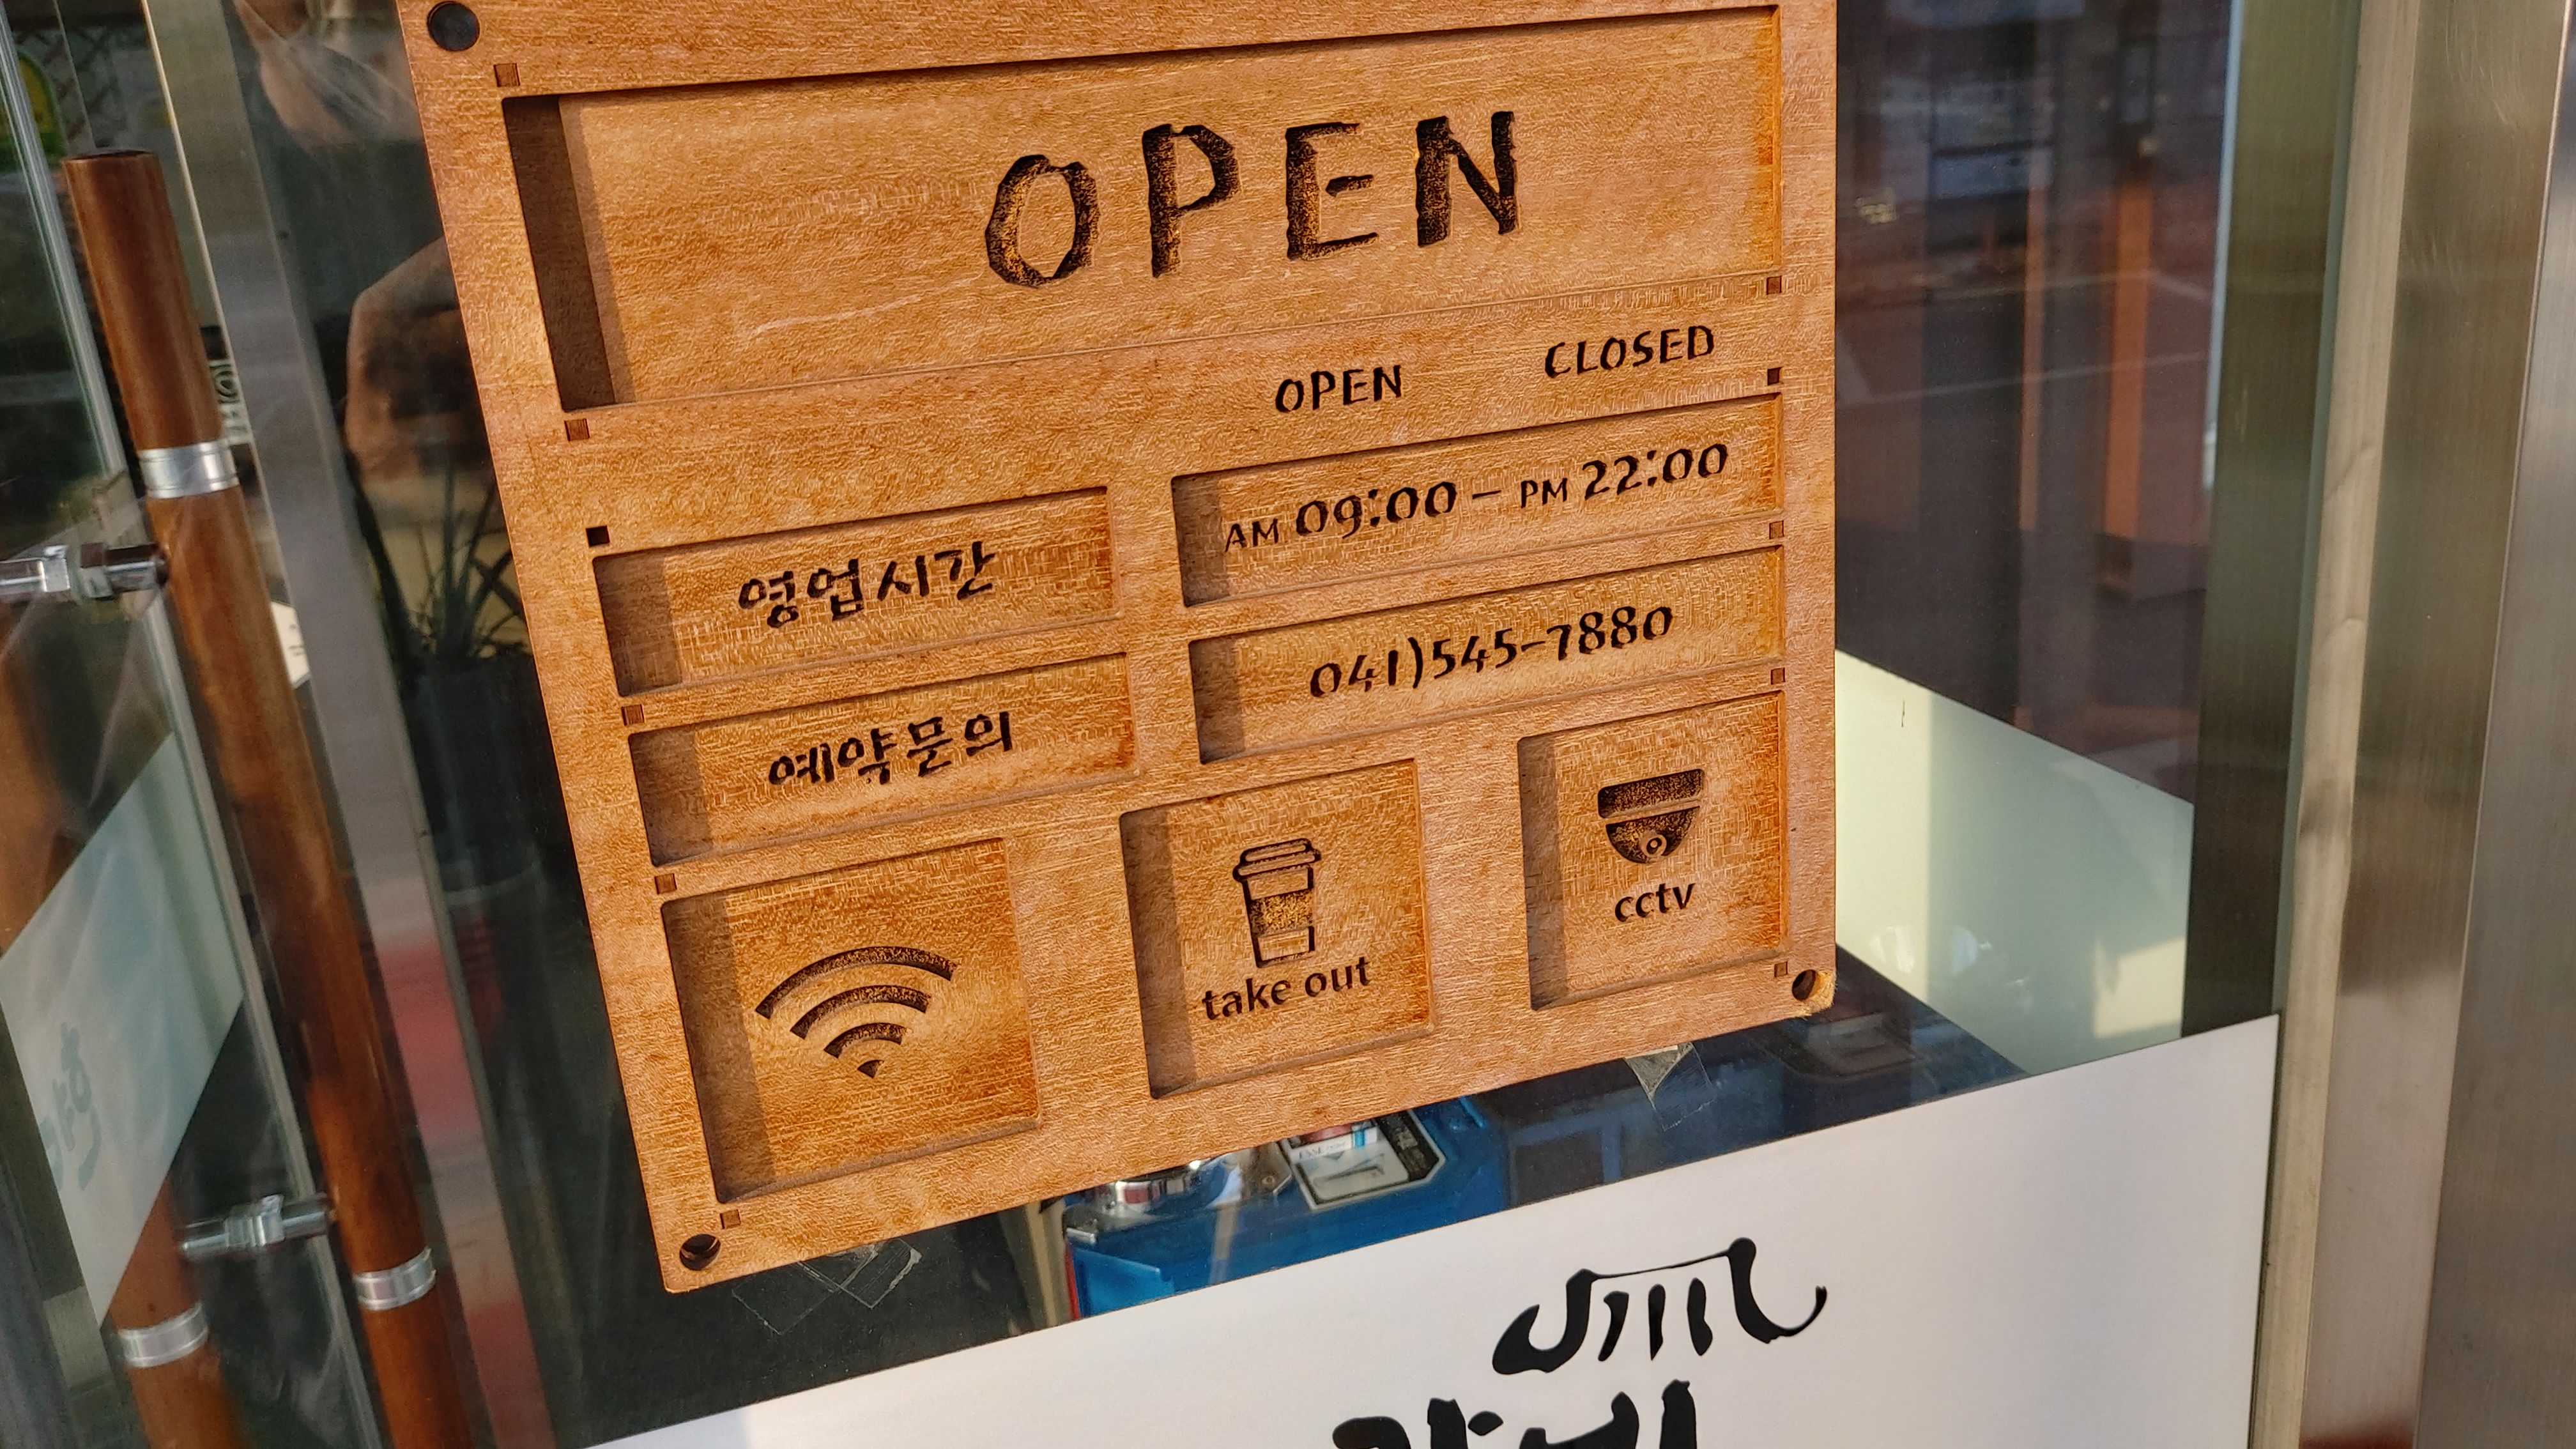 OPEN
OPEN CLOSED
영업시간 AM 09:00 - PM 22:00
예약문의 041)545-7880
take out
cctv